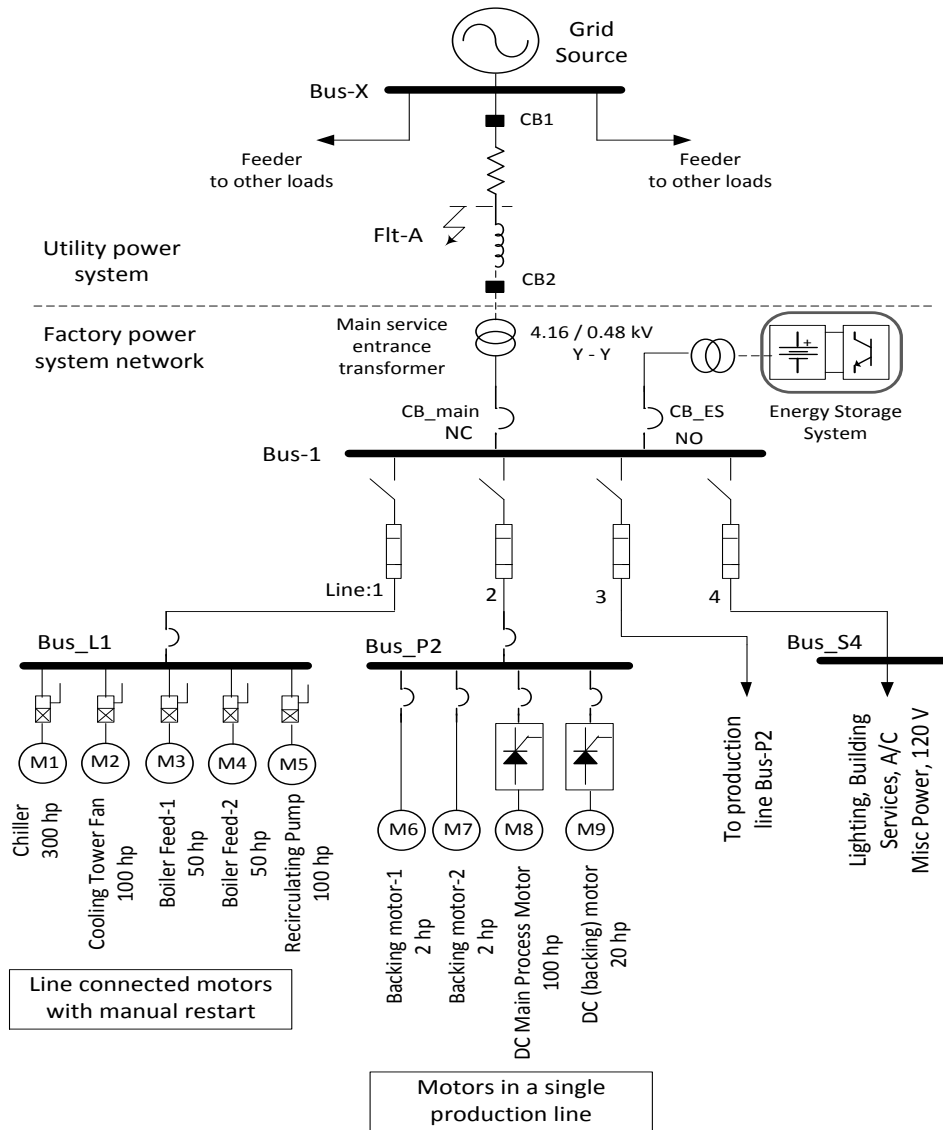 Grid
Source
Bus-X
CB1
Feeder
to other loads
Feeder
to other loads
Flt-A
Utility power
system
CB2
Factory power
system network
Main service
entrance
transformer
4.16 / 0.48 kV
Y - Y
+
Energy Storage
System
CB_main
NC
CB_ES
NO
Bus-1
Line:1
2
3
4
Bus_L1
Bus_P2
Bus_S4
M1
M2
M3
M4
M5
M6
M7
M8
M9
Chiller
300 hp
Cooling Tower Fan
100 hp
Boiler Feed-1
50 hp
Boiler Feed-2
50 hp
Recirculating Pump
100 hp
Backing motor-1
2 hp
Backing motor-2
2 hp
DC Main Process Motor
100 hp
DC (backing) motor
20 hp
To production
line Bus-P2
Lighting, Building
Services, A/C
Misc Power, 120 V
Line connected motors
with manual restart
Motors in a single
production line